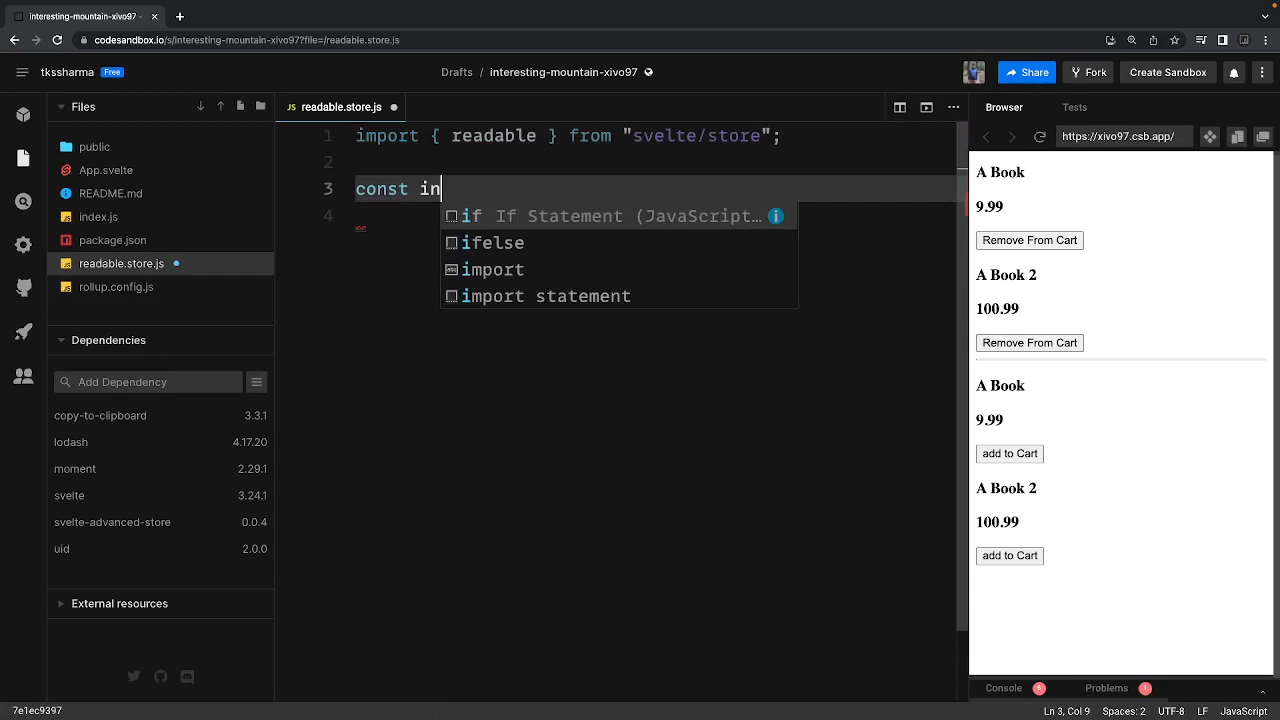 interesting-mountain-xivo97
codesandbox.io/s/interesting-mountain-xivo97?file=/readable.store.js
tkssharma Free
Drafts / interesting-mountain-xivo97
Share
Fork
Create Sandbox
Files
public
App.svelte
README.md
index.js
package.json
readable.store.js
rollup.config.js
Dependencies
Add Dependency
copy-to-clipboard 3.3.1
lodash 4.17.20
moment 2.29.1
svelte 3.24.1
svelte-advanced-store 0.0.4
uid 2.0.0
External resources
JS readable.store.js
1 import { readable } from "svelte/store";
2
3 const in
4
if If Statement (JavaScript…
ifelse
import
import statement
Browser Tests
https://xivo97.csb.app/
A Book
9.99
Remove From Cart
A Book 2
100.99
Remove From Cart
A Book
9.99
add to Cart
A Book 2
100.99
add to Cart
Console 6 Problems 1
7e1ec9397
Ln 3, Col 9 Spaces: 2 UTF-8 LF JavaScript